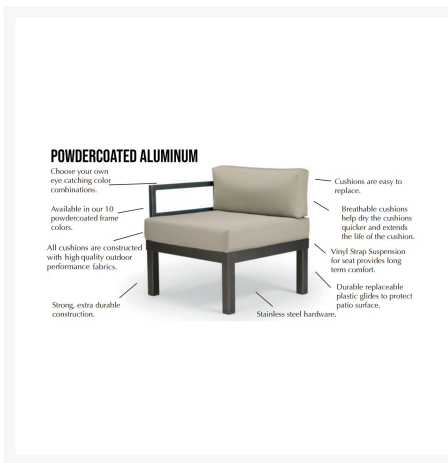 POWDERCOATED ALUMINUM
Choose your own
eye catching color
combinations.
Available in our 10
powdercoated frame
colors.
All cushions are constructed
with high quality outdoor
performance fabrics.
Strong, extra durable
construction.
Cushions are easy to
replace.
Breathable cushions
help dry the cushions
quicker and extends
the life of the cushion.
Vinyl Strap Suspension
for seat provides long
term comfort.
Durable replaceable
plastic glides to protect
patio surface.
Stainless steel hardware.